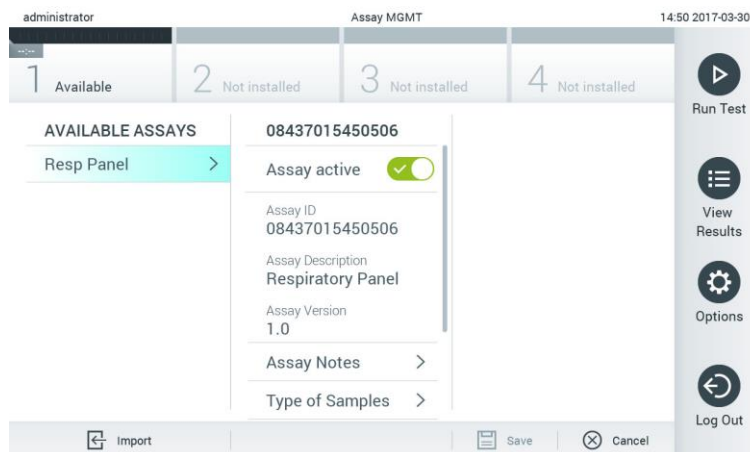 administrator Assay MGMT 14:50 2017-03-30
--:--
1 Available 2 Not installed 3 Not installed 4 Not installed
Run Test
AVAILABLE ASSAYS
Resp Panel
08437015450506
Assay active
Assay ID
08437015450506
Assay Description
Respiratory Panel
Assay Version
1.0
Assay Notes
Type of Samples
View
Results
Options
Log Out
Import Save Cancel